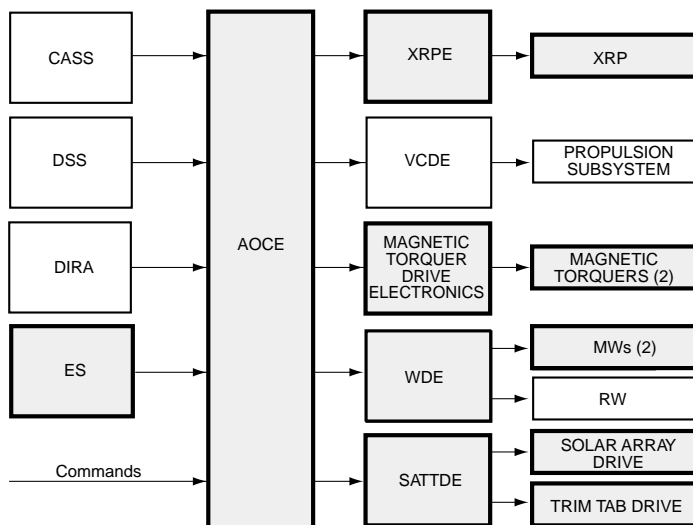 CASS
DSS
DIRA
ES
Commands
AOCE
XRPE
VCDE
MAGNETIC
TORQUER
DRIVE
ELECTRONICS
WDE
SATTDE
XRP
PROPULSION
SUBSYSTEM
MAGNETIC
TORQUERS (2)
MWs (2)
RW
SOLAR ARRAY
DRIVE
TRIM TAB DRIVE